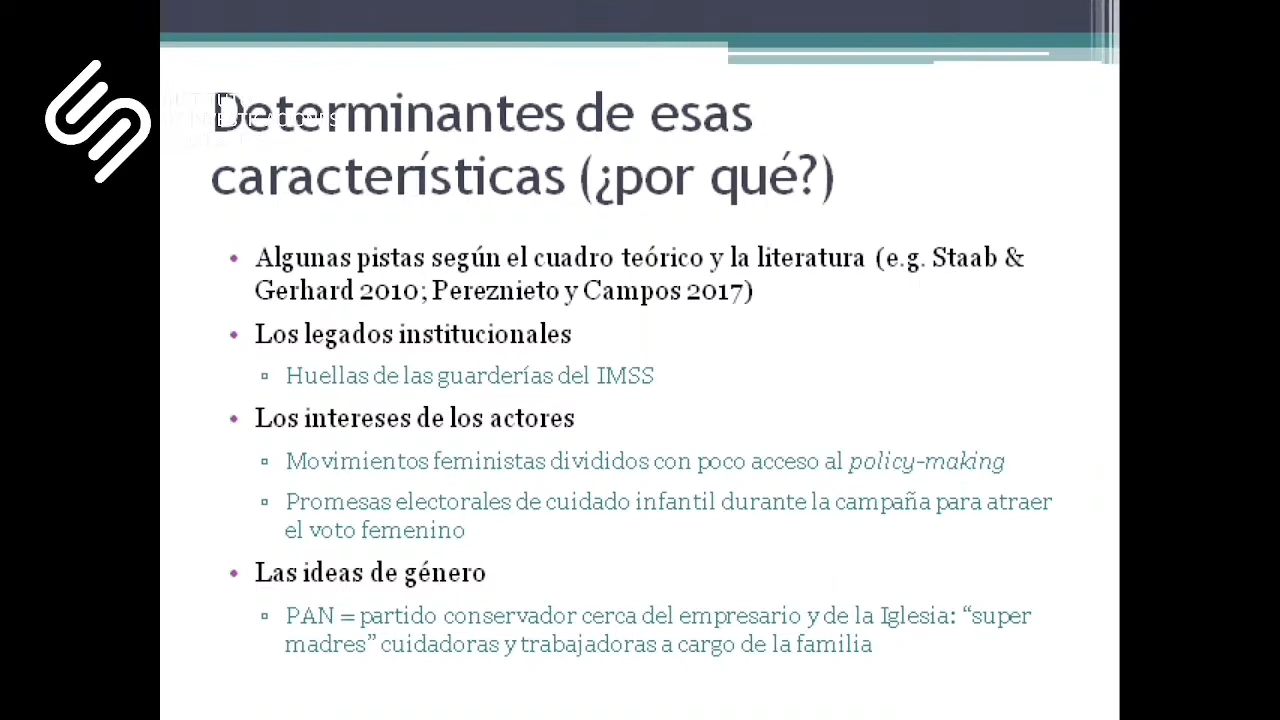 Determinantes de esas
características (¿por qué?)
• Algunas pistas según el cuadro teórico y la literatura (e.g. Staab &
Gerhard 2010; Pereznieto y Campos 2017)
• Los legados institucionales
▫ Huellas de las guarderías del IMSS
• Los intereses de los actores
▫ Movimientos feministas divididos con poco acceso al policy-making
▫ Promesas electorales de cuidado infantil durante la campaña para atraer
el voto femenino
• Las ideas de género
▫ PAN = partido conservador cerca del empresario y de la Iglesia: “super
madres” cuidadoras y trabajadoras a cargo de la familia